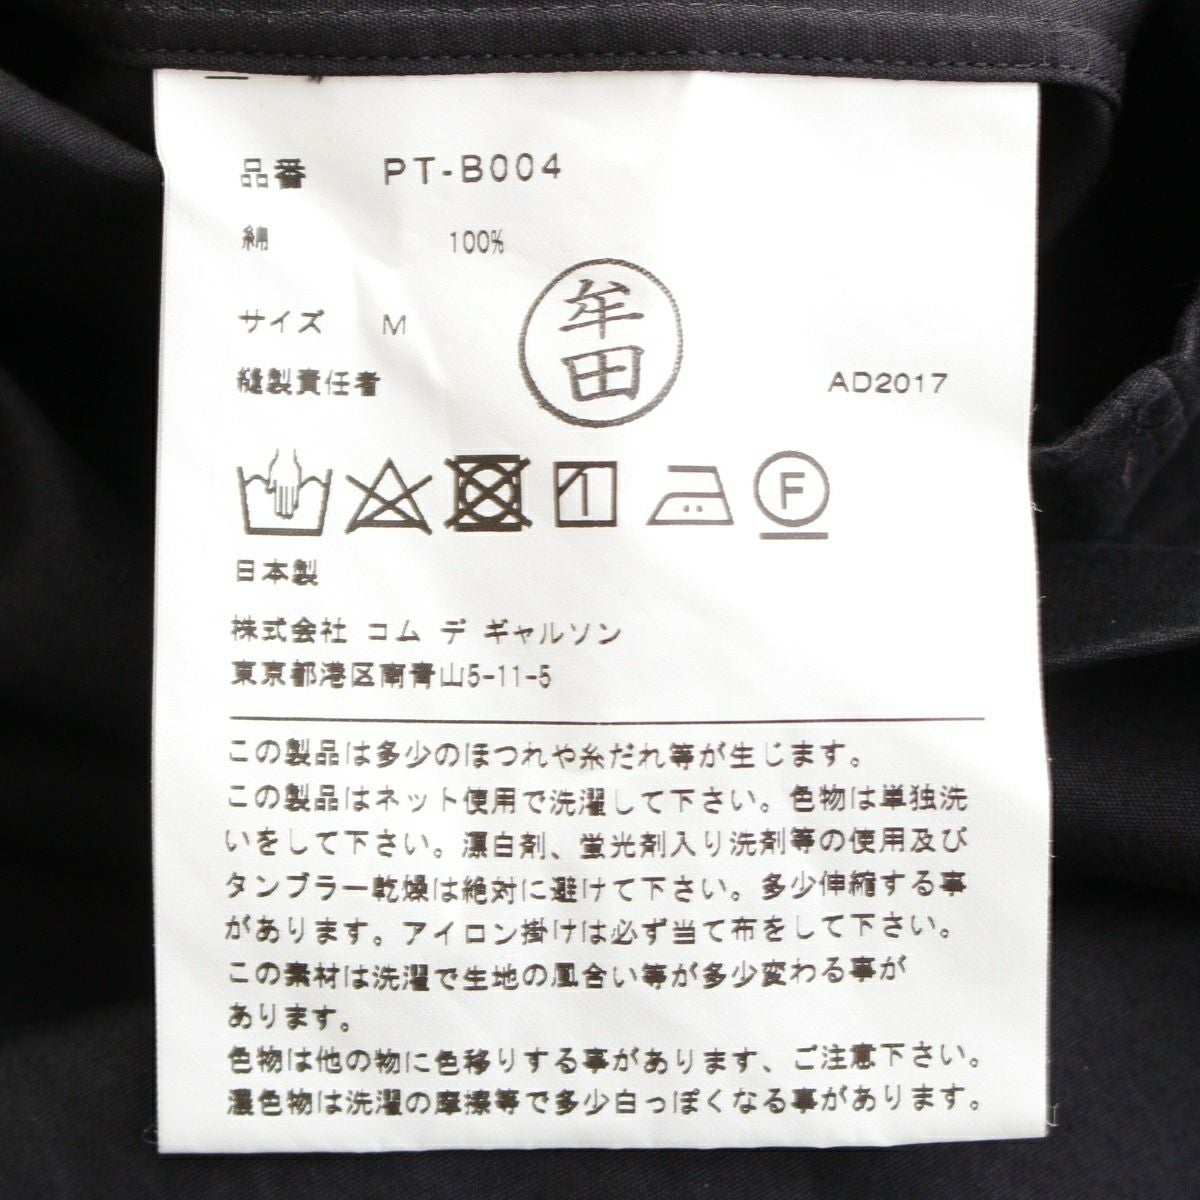 品番 PT-B004
綿 100%
サイズ M
牟田
縫製責任者 AD2017
F
日本製
株式会社 コム デ ギャルソン
東京都港区南青山5-11-5
この製品は多少のほつれや糸だれ等が生じます。
この製品はネット使用で洗濯して下さい。色物は単独洗
いをして下さい。漂白剤、蛍光剤入り洗剤等の使用及び
タンブラー乾燥は絶対に避けて下さい。多少伸縮する事
があります。アイロン掛けは必ず当て布をして下さい。
この素材は洗濯で生地の風合い等が多少変わる事が
あります。
色物は他の物に色移りする事があります、ご注意下さい。
濃色物は洗濯の摩擦等で多少白っぽくなる事があります。